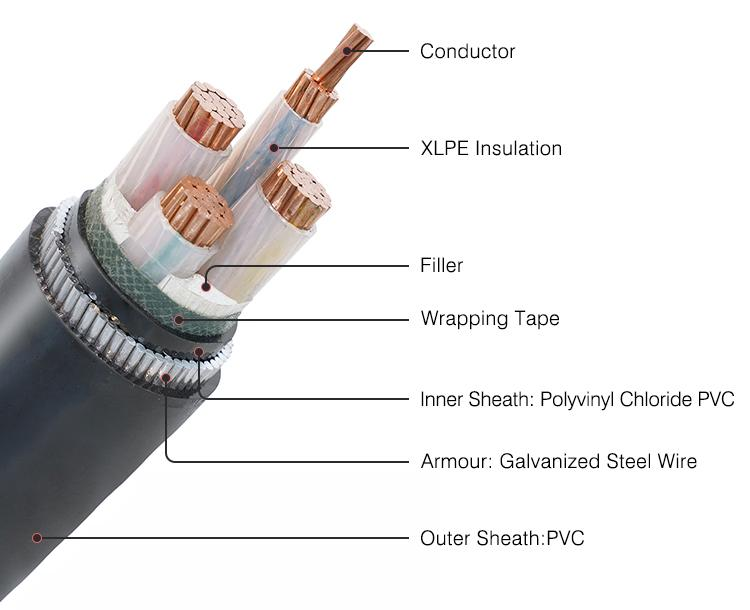 Conductor
XLPE Insulation
Filler
Wrapping Tape
Inner Sheath: Polyvinyl Chloride PVC
Armour: Galvanized Steel Wire
Outer Sheath:PVC